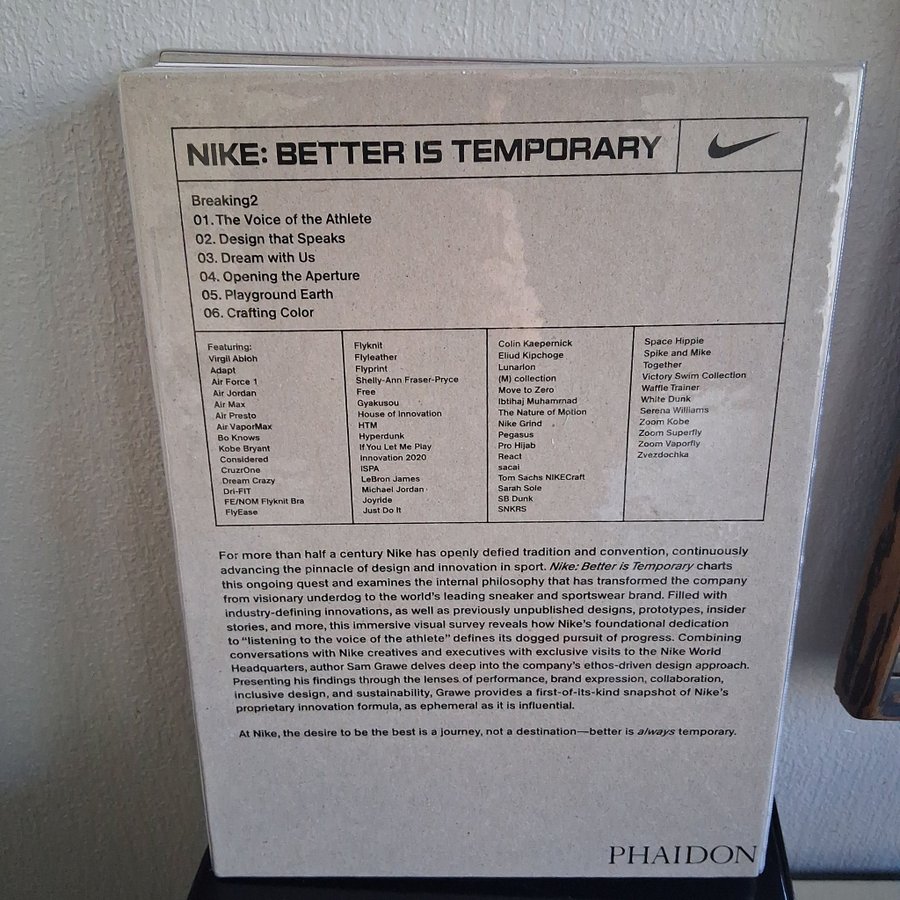 NIKE: BETTER IS TEMPORARY
Breaking2
01. The Voice of the Athlete
02. Design that Speaks
03. Dream with Us
04. Opening the Aperture
05. Playground Earth
06. Crafting Color
Featuring:
Virgil Abloh
Adapt
Air Force 1
Air Jordan
Air Max
Air Presto
Air VaporMax
Bo Knows
Kobe Bryant
Considered
CruzrOne
Dream Crazy
Dri-FIT
FE/NOM Flyknit Bra
FlyEase
Flyknit
Flyleather
Flyprint
Shelly-Ann Fraser-Pryce
Free
Gyakusou
House of Innovation
HTM
Hyperdunk
If You Let Me Play
Innovation 2020
ISPA
LeBron James
Michael Jordan
Joyride
Just Do It
Colin Kaepernick
Eliud Kipchoge
Lunarlon
(M) collection
Move to Zero
Ibtihaj Muhammad
The Nature of Motion
Nike Grind
Pegasus
Pro Hijab
React
sacai
Tom Sachs NIKECraft
Sarah Sole
SB Dunk
SNKRS
Space Hippie
Spike and Mike
Together
Victory Swim Collection
Waffle Trainer
White Dunk
Serena Williams
Zoom Kobe
Zoom Superfly
Zoom Vaporfly
Zvezdochka
For more than half a century Nike has openly defied tradition and convention, continuously
advancing the pinnacle of design and innovation in sport. Nike: Better is Temporary charts
this ongoing quest and examines the internal philosophy that has transformed the company
from visionary underdog to the world's leading sneaker and sportswear brand. Filled with
industry-defining innovations, as well as previously unpublished designs, prototypes, insider
stories, and more, this immersive visual survey reveals how Nike's foundational dedication
to "listening to the voice of the athlete" defines its dogged pursuit of progress. Combining
conversations with Nike creatives and executives with exclusive visits to the Nike World
Headquarters, author Sam Grawe delves deep into the company's ethos-driven design approach.
Presenting his findings through the lenses of performance, brand expression, collaboration,
inclusive design, and sustainability, Grawe provides a first-of-its-kind snapshot of Nike's
proprietary innovation formula, as ephemeral as it is influential.
At Nike, the desire to be the best is a journey, not a destination—better is always temporary.
PHAIDON